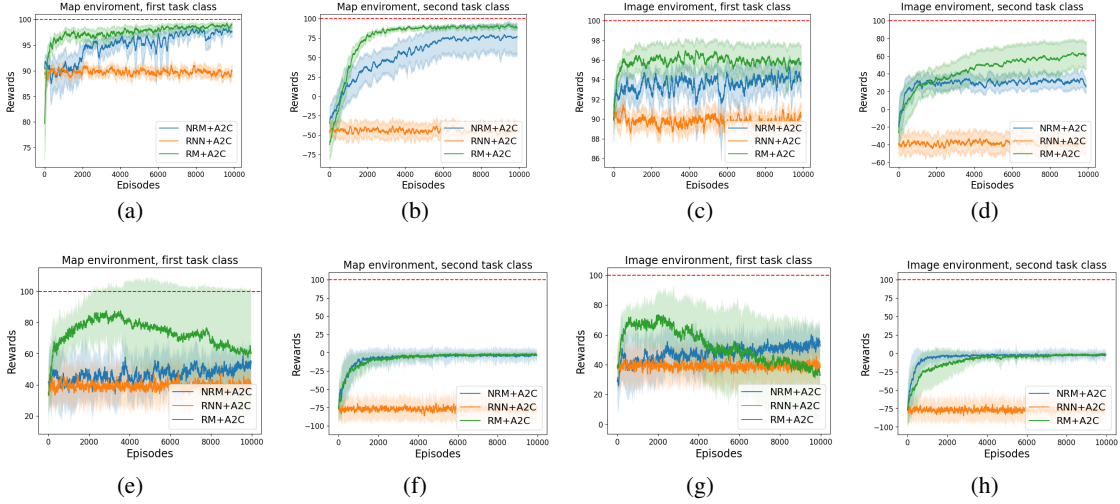 Map enviroment, first task class
Rewards
100
95
90
85
80
75
0 2000 4000 6000 8000 10000
Episodes
NRM+A2C
RNN+A2C
RM+A2C
(a)
Map enviroment, second task class
Rewards
100
75
50
25
0
−25
−50
−75
0 2000 4000 6000 8000 10000
Episodes
NRM+A2C
RNN+A2C
RM+A2C
(b)
Image enviroment, first task class
Rewards
100
98
96
94
92
90
88
86
0 2000 4000 6000 8000 10000
Episodes
NRM+A2C
RNN+A2C
RM+A2C
(c)
Image enviroment, second task class
Rewards
100
80
60
40
20
0
−20
−40
−60
0 2000 4000 6000 8000 10000
Episodes
NRM+A2C
RNN+A2C
RM+A2C
(d)
Map environment, first task class
Rewards
100
80
60
40
20
0 2000 4000 6000 8000 10000
Episodes
NRM+A2C
RNN+A2C
RM+A2C
(e)
Map environment, second task class
Rewards
100
75
50
25
0
−25
−50
−75
−100
0 2000 4000 6000 8000 10000
Episodes
NRM+A2C
RNN+A2C
RM+A2C
(f)
Image environment, first task class
Rewards
100
80
60
40
20
0
0 2000 4000 6000 8000 10000
Episodes
NRM+A2C
RNN+A2C
RM+A2C
(g)
Image environment, second task class
Rewards
100
75
50
25
0
−25
−50
−75
−100
0 2000 4000 6000 8000 10000
Episodes
NRM+A2C
RNN+A2C
RM+A2C
(h)